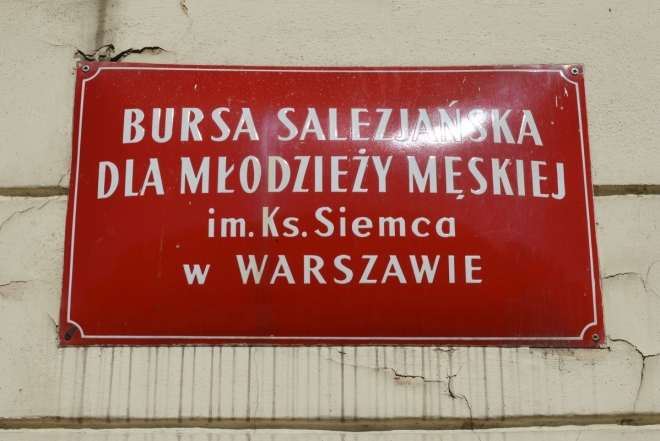 BURSA SALEZJAŃSKA
DLA MŁODZIEŻY MĘSKIEJ
im. Ks. Siemca
w WARSZAWIE